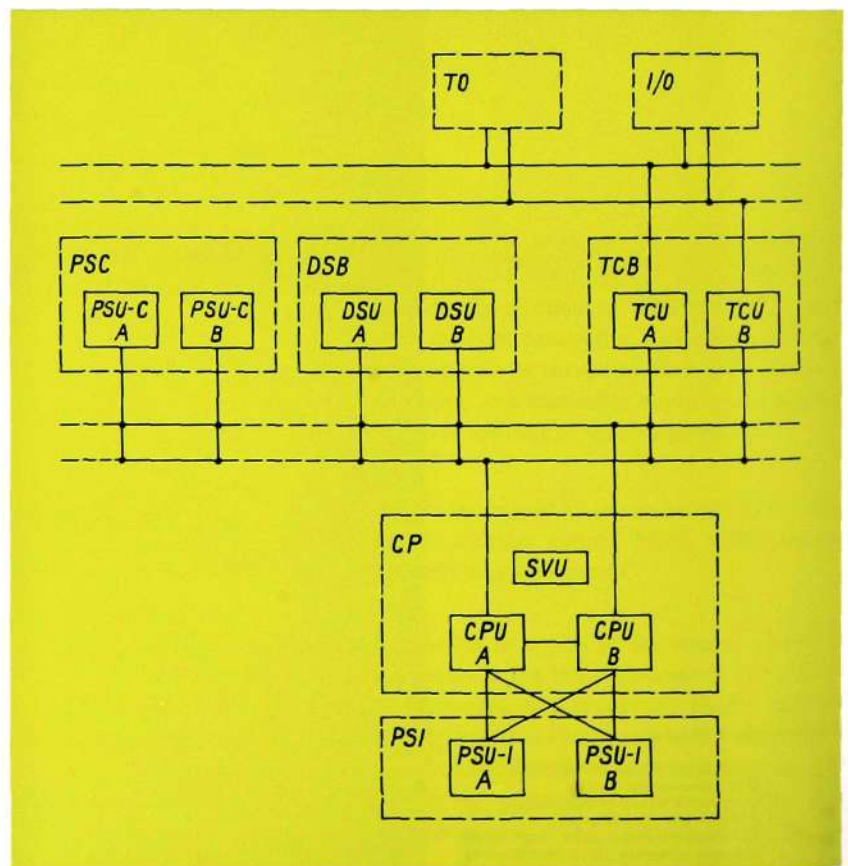 TO
I/O
PSC
PSU-C
A
PSU-C
B
DSB
DSU
A
DSU
B
TCB
TCU
A
TCU
B
CP
SVU
CPU
A
CPU
B
PSI
PSU-I
A
PSU-I
B